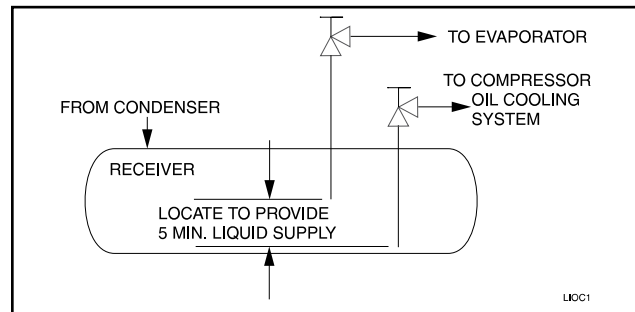 TO EVAPORATOR
TO COMPRESSOR
OIL COOLING
SYSTEM
FROM CONDENSER
RECEIVER
LOCATE TO PROVIDE
5 MIN. LIQUID SUPPLY
LIOC1